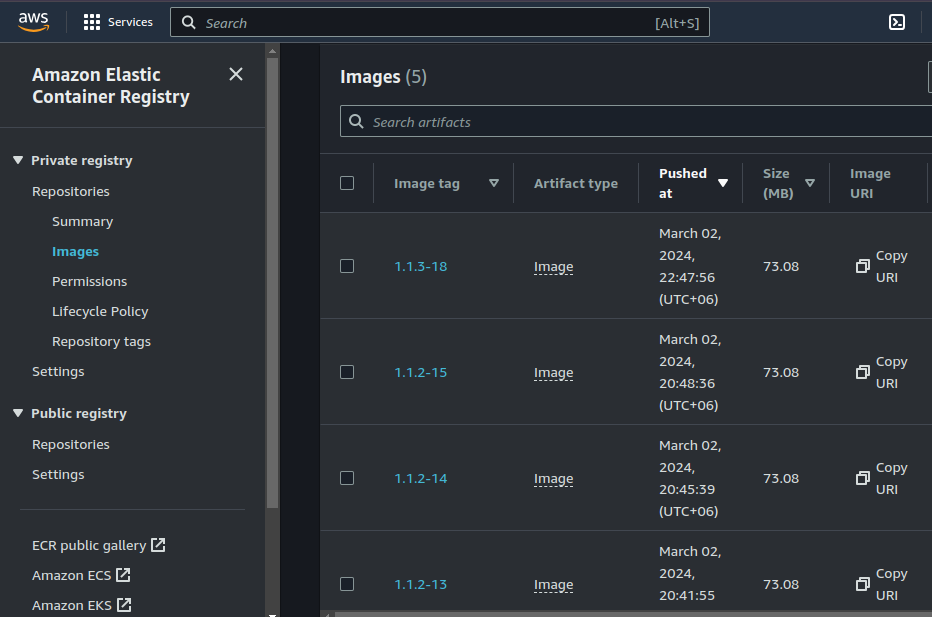 aws
Services
Search
[Alt+S]
Amazon Elastic
Container Registry
Private registry
Repositories
Summary
Images
Permissions
Lifecycle Policy
Repository tags
Settings
Public registry
Repositories
Settings
ECR public gallery
Amazon ECS
Amazon EKS
Images (5)
Search artifacts
Image tag
Artifact type
Pushed
at
Size
(MB)
Image
URI
1.1.3-18
Image
March 02,
2024,
22:47:56
(UTC+06)
73.08
Copy
URI
1.1.2-15
Image
March 02,
2024,
20:48:36
(UTC+06)
73.08
Copy
URI
1.1.2-14
Image
March 02,
2024,
20:45:39
(UTC+06)
73.08
Copy
URI
1.1.2-13
Image
March 02,
2024,
20:41:55
73.08
Copy
URI